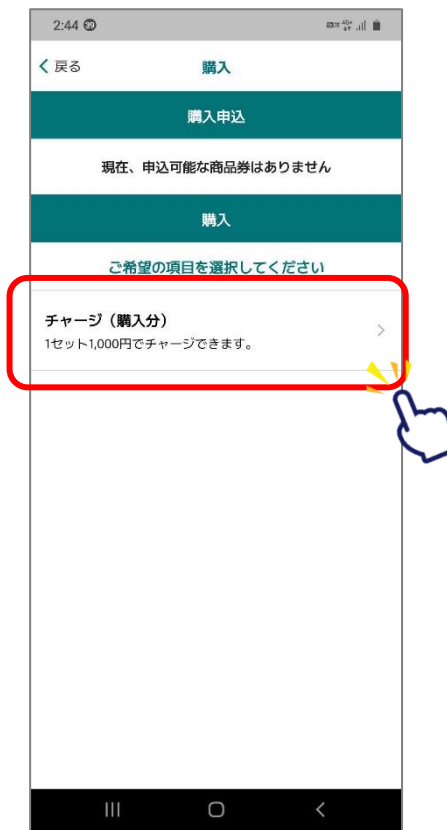 2:44
戻る
購入
購入申込
現在、申込可能な商品券はありません
購入
ご希望の項目を選択してください
チャージ（購入分）
1セット1,000円でチャージできます。